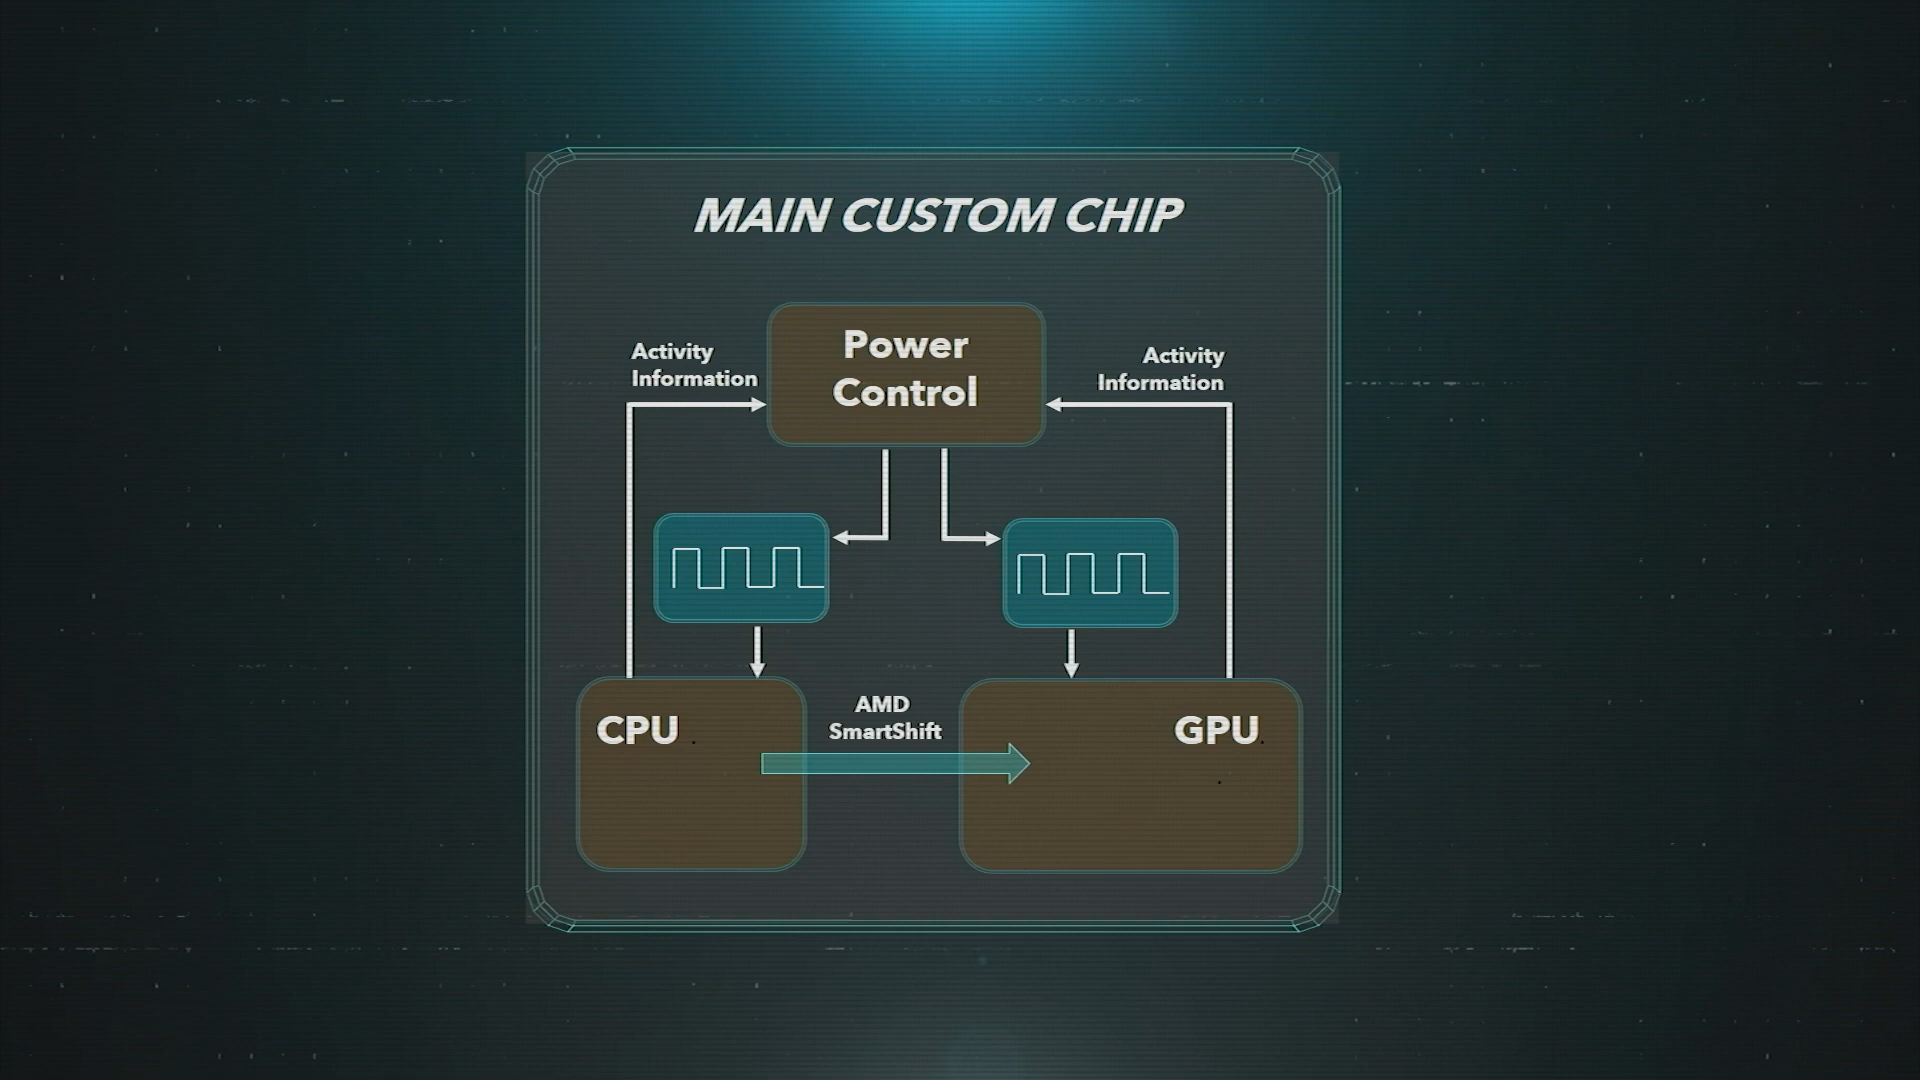 MAIN CUSTOM CHIP
Power
Control
Activity
Information
Activity
Information
CPU
AMD
SmartShift
GPU